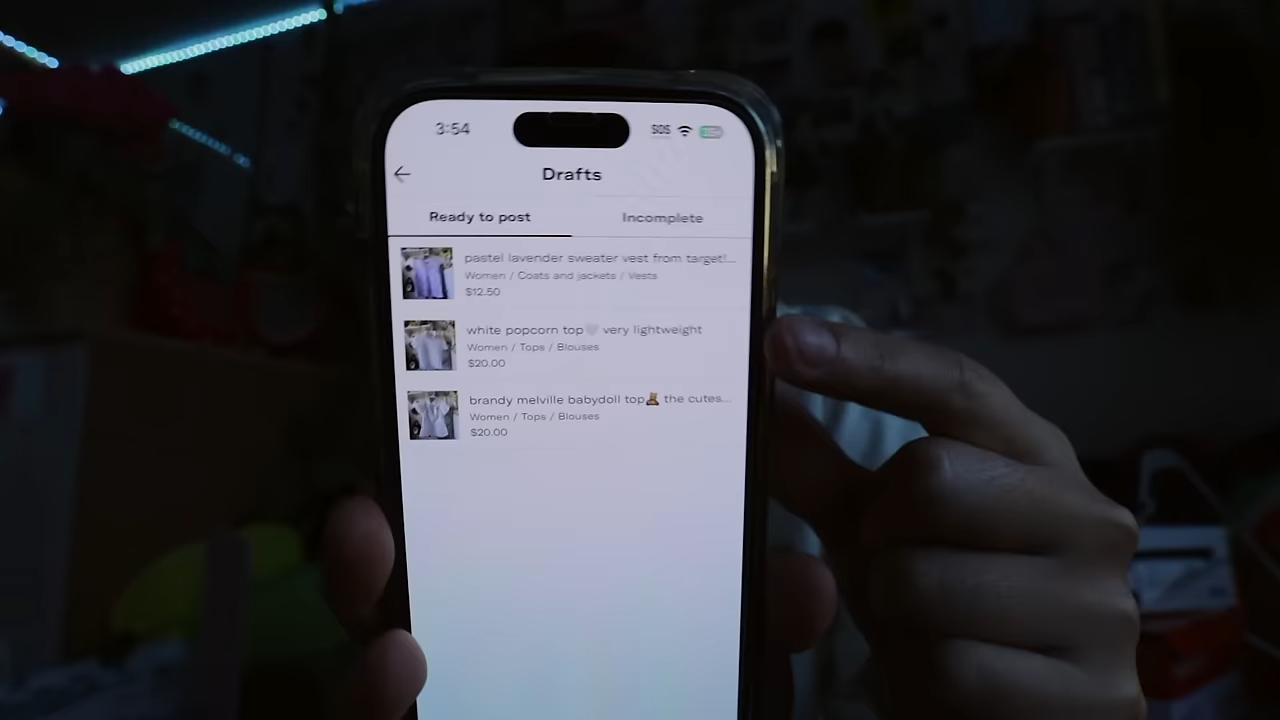 3:54
SOS
Drafts
Ready to post
Incomplete
pastel lavender sweater vest from target!...
Women / Coats and jackets / Vests
$12.50
white popcorn top🤍 very lightweight
Women / Tops / Blouses
$20.00
brandy melville babydoll top🧸 the cutes...
Women / Tops / Blouses
$20.00